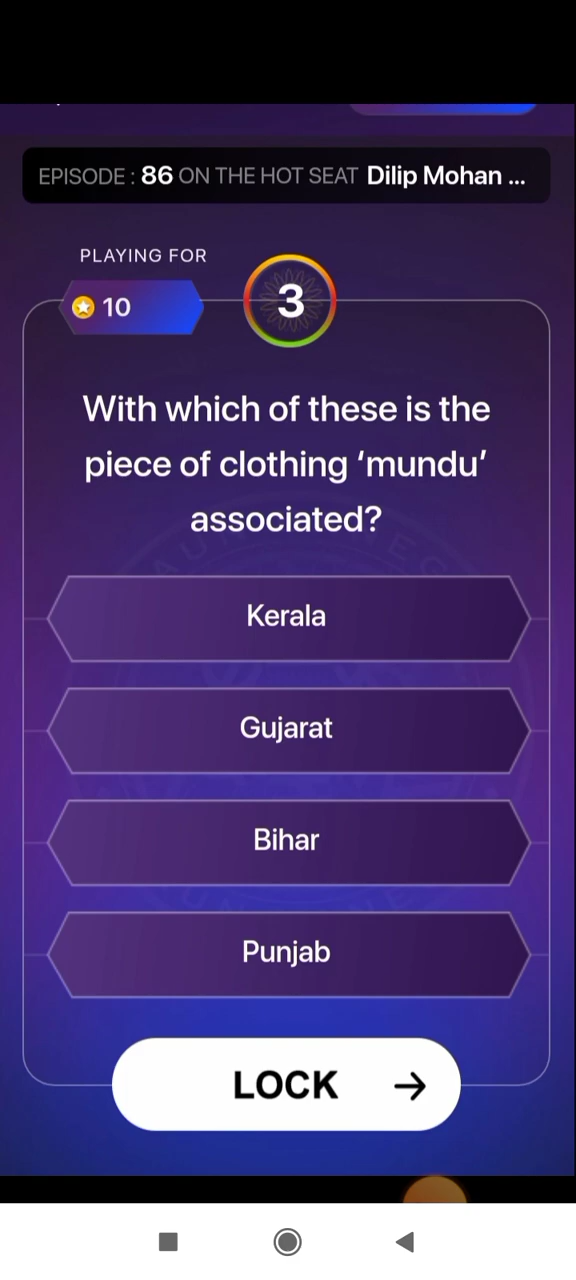 EPISODE : 86 ON THE HOT SEAT Dilip Mohan ...
PLAYING FOR
10
3
With which of these is the
piece of clothing ‘mundu’
associated?
Kerala
Gujarat
Bihar
Punjab
LOCK